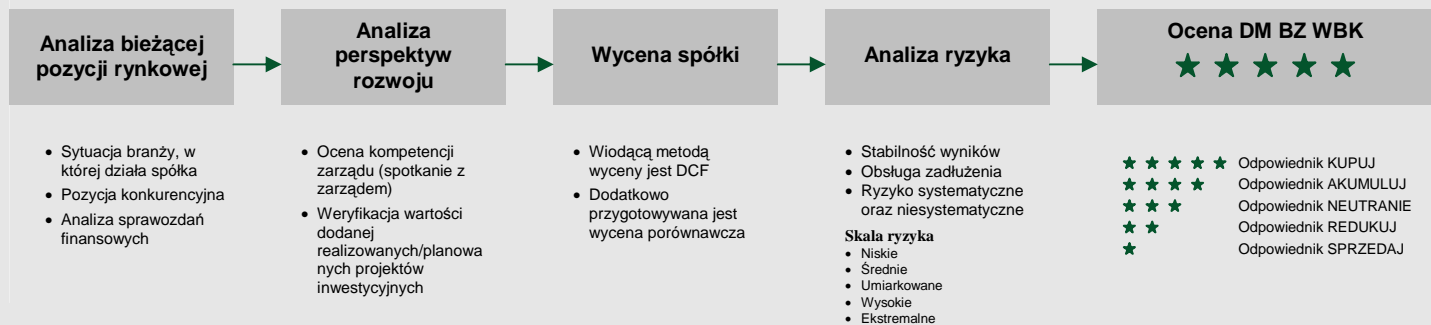 Analiza bieżącej
pozycji rynkowej
Analiza
perspektyw
rozwoju
Wycena spółki
Analiza ryzyka
Ocena DM BZ WBK
★ ★ ★ ★ ★
• Sytuacja branży, w
której działa spółka
• Pozycja konkurencyjna
• Analiza sprawozdań
finansowych
• Ocena kompetencji
zarządu (spotkanie z
zarządem)
• Weryfikacja wartości
dodanej
realizowanych/planowa
nych projektów
inwestycyjnych
• Wiodącą metodą
wyceny jest DCF
• Dodatkowo
przygotowywana jest
wycena porównawcza
• Stabilność wyników
• Obsługa zadłużenia
• Ryzyko systematyczne
oraz niesystematyczne
Skala ryzyka
• Niskie
• Średnie
• Umiarkowane
• Wysokie
• Ekstremalne
★ ★ ★ ★ ★ Odpowiednik KUPUJ
★ ★ ★ ★ Odpowiednik AKUMULUJ
★ ★ ★ Odpowiednik NEUTRANIE
★ ★ Odpowiednik REDUKUJ
★ Odpowiednik SPRZEDAJ